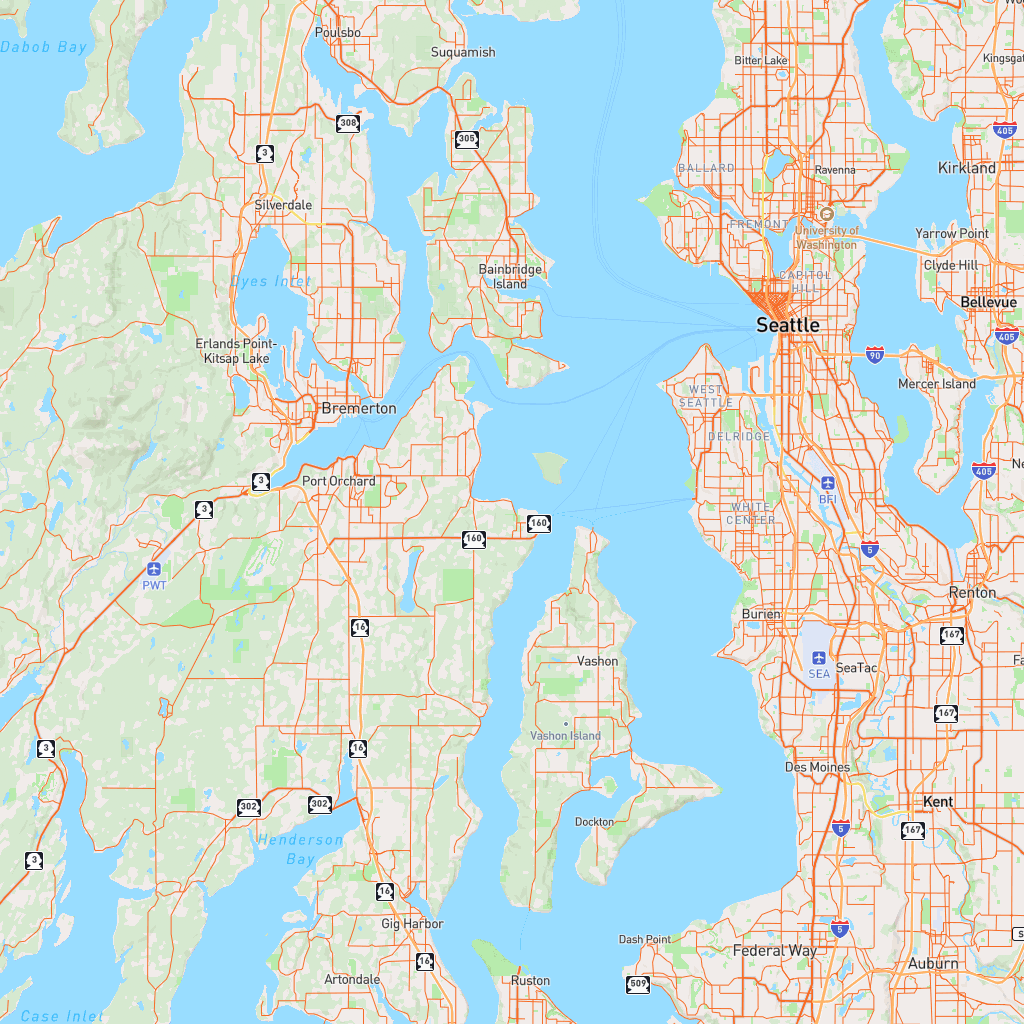 Poulsbo
Dabob Bay
Suquamish
Bitter Lake
Kingsgat
308
305
405
3
BALLARD
Ravenna
Kirkland
Silverdale
FREMONT
University of
Washington
Yarrow Point
Dyes Inlet
Bainbridge
Island
CAPITOL
HILL
Clyde Hill
Bellevue
Seattle
405
Erlands Point-
Kitsap Lake
90
Mercer Island
WEST
SEATTLE
Bremerton
DELRIDGE
3
Port Orchard
405
BFI
3
WHITE
CENTER
160
160
5
PWT
Renton
Burien
16
167
Vashon
SEA
SeaTac
167
Vashon Island
3
16
Des Moines
302
302
Kent
Dockton
5
167
Henderson
Bay
3
16
Gig Harbor
5
Dash Point
Federal Way
16
Auburn
Artondale
Ruston
509
Case Inlet